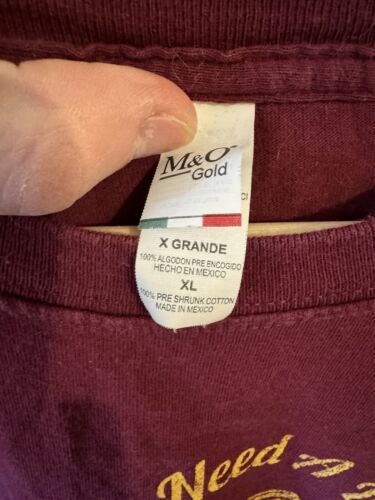 M&O
Gold
X GRANDE
100% ALGODON PRE ENCOGIDO
HECHO EN MEXICO
XL
100% PRE SHRUNK COTTON
MADE IN MEXICO
Need